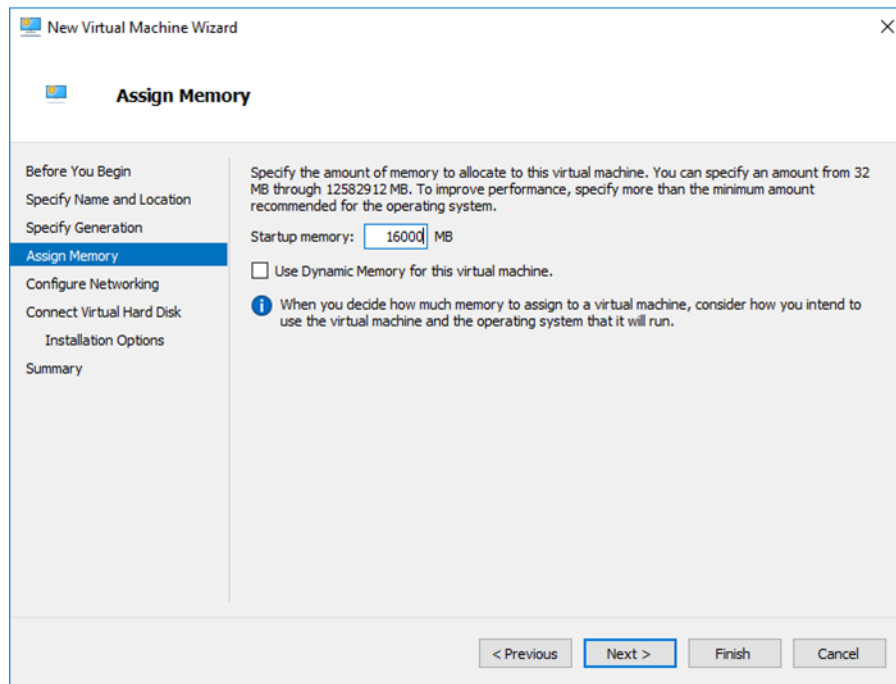 New Virtual Machine Wizard
Assign Memory
Before You Begin
Specify Name and Location
Specify Generation
Assign Memory
Configure Networking
Connect Virtual Hard Disk
Installation Options
Summary
Specify the amount of memory to allocate to this virtual machine. You can specify an amount from 32
MB through 12582912 MB. To improve performance, specify more than the minimum amount
recommended for the operating system.
Startup memory: 16000 MB
Use Dynamic Memory for this virtual machine.
When you decide how much memory to assign to a virtual machine, consider how you intend to
use the virtual machine and the operating system that it will run.
< Previous Next > Finish Cancel